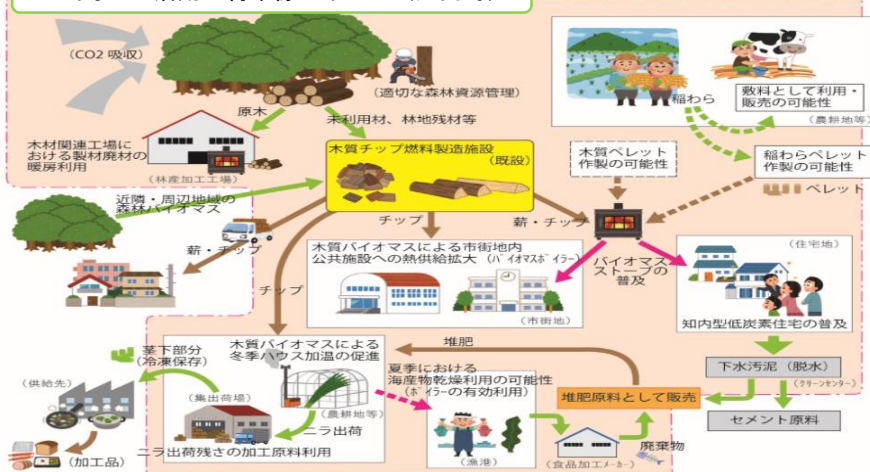 (CO2 吸収)
(適切な森林資源管理)
原木
未利用材、林地残材等
木材関連工場に
おける製材廃材の
暖房利用
(林産加工工場)
木質チップ燃料製造施設
(既設)
木質ペレット
作製の可能性
稲わら
敷料として利用・
販売の可能性
(農耕地等)
稲わらペレット
作製の可能性
ペレット
近隣・周辺地域の
森林バイオマス
薪・チップ
チップ
薪・チップ
チップ
木質バイオマスによる市街地内
公共施設への熱供給拡大 (バイオマスボイラー)
(市街地)
バイオマス
ストーブの
普及
(住宅地)
知内型低炭素住宅の普及
木質バイオマスによる
冬季ハウス加温の促進
(農耕地等)
堆肥
茎下部分
(冷凍保存)
(供給先)
(加工品)
(集出荷場)
ニラ出荷
ニラ出荷残さの加工原料利用
夏季における
海産物乾燥利用の可能性
(ボイラーの有効利用)
(漁港)
(食品加工メーカー)
廃棄物
堆肥原料として販売
下水汚泥 (脱水)
(クリーンセンター)
セメント原料